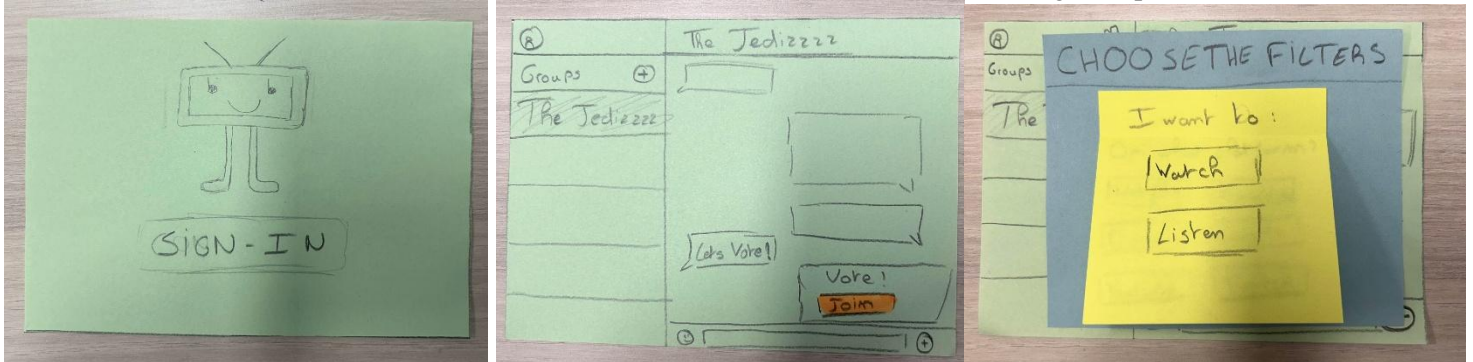 SIGN-IN
The Jedizzzz
Groups
The Jedizzzz
Lets Vote!
Vote!
Join
CHOOSE THE FILTERS
Groups
The
I want to:
Watch
Listen